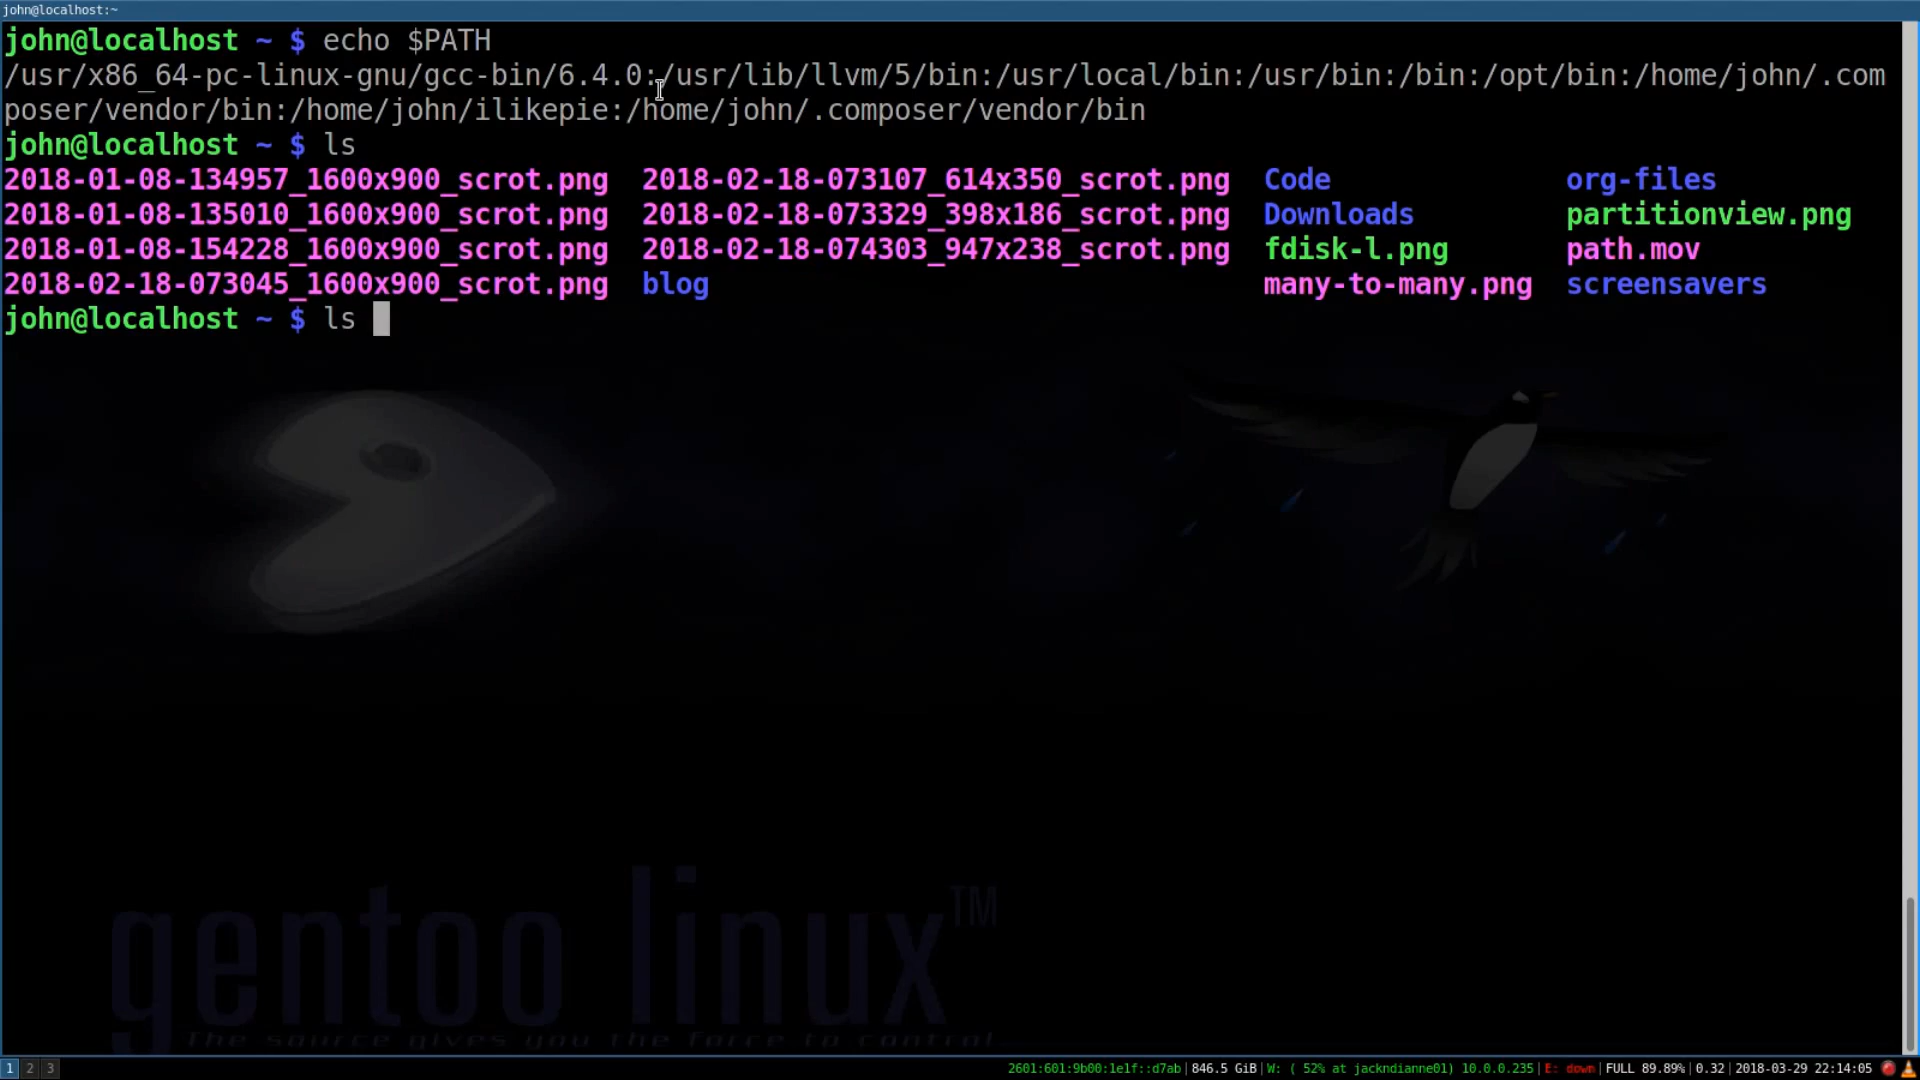 john@localhost:~
john@localhost ~ $ echo $PATH
/usr/x86_64-pc-linux-gnu/gcc-bin/6.4.0:/usr/lib/llvm/5/bin:/usr/local/bin:/usr/bin:/bin:/opt/bin:/home/john/.com
poser/vendor/bin:/home/john/ilikepie:/home/john/.composer/vendor/bin
john@localhost ~ $ ls
2018-01-08-134957_1600x900_scrot.png 2018-02-18-073107_614x350_scrot.png Code org-files
2018-01-08-135010_1600x900_scrot.png 2018-02-18-073329_398x186_scrot.png Downloads partitionview.png
2018-01-08-154228_1600x900_scrot.png 2018-02-18-074303_947x238_scrot.png fdisk-l.png path.mov
2018-02-18-073045_1600x900_scrot.png blog many-to-many.png screensavers
john@localhost ~ $ ls
gentoo linux™
The source gives you the force to control
1 2 3 2601:601:9b00:1e1f::d7ab|846.5 GiB|W: ( 52% at jackndianne01) 10.0.0.235|E: down|FULL 89.89%|0.32|2018-03-29 22:14:05